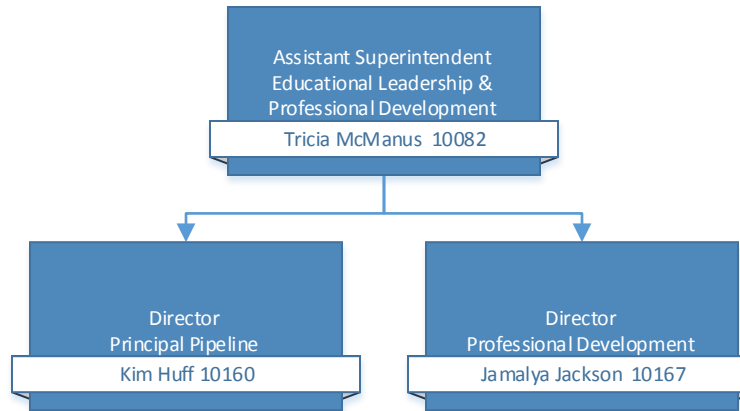 Assistant Superintendent
Educational Leadership &
Professional Development
Tricia McManus 10082
Director
Principal Pipeline
Kim Huff 10160
Director
Professional Development
Jamalya Jackson 10167